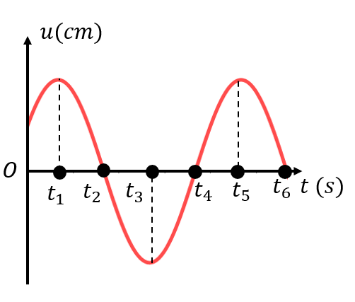 u(cm)
O
t₁ t₂ t₃ t₄ t₅ t₆ t (s)